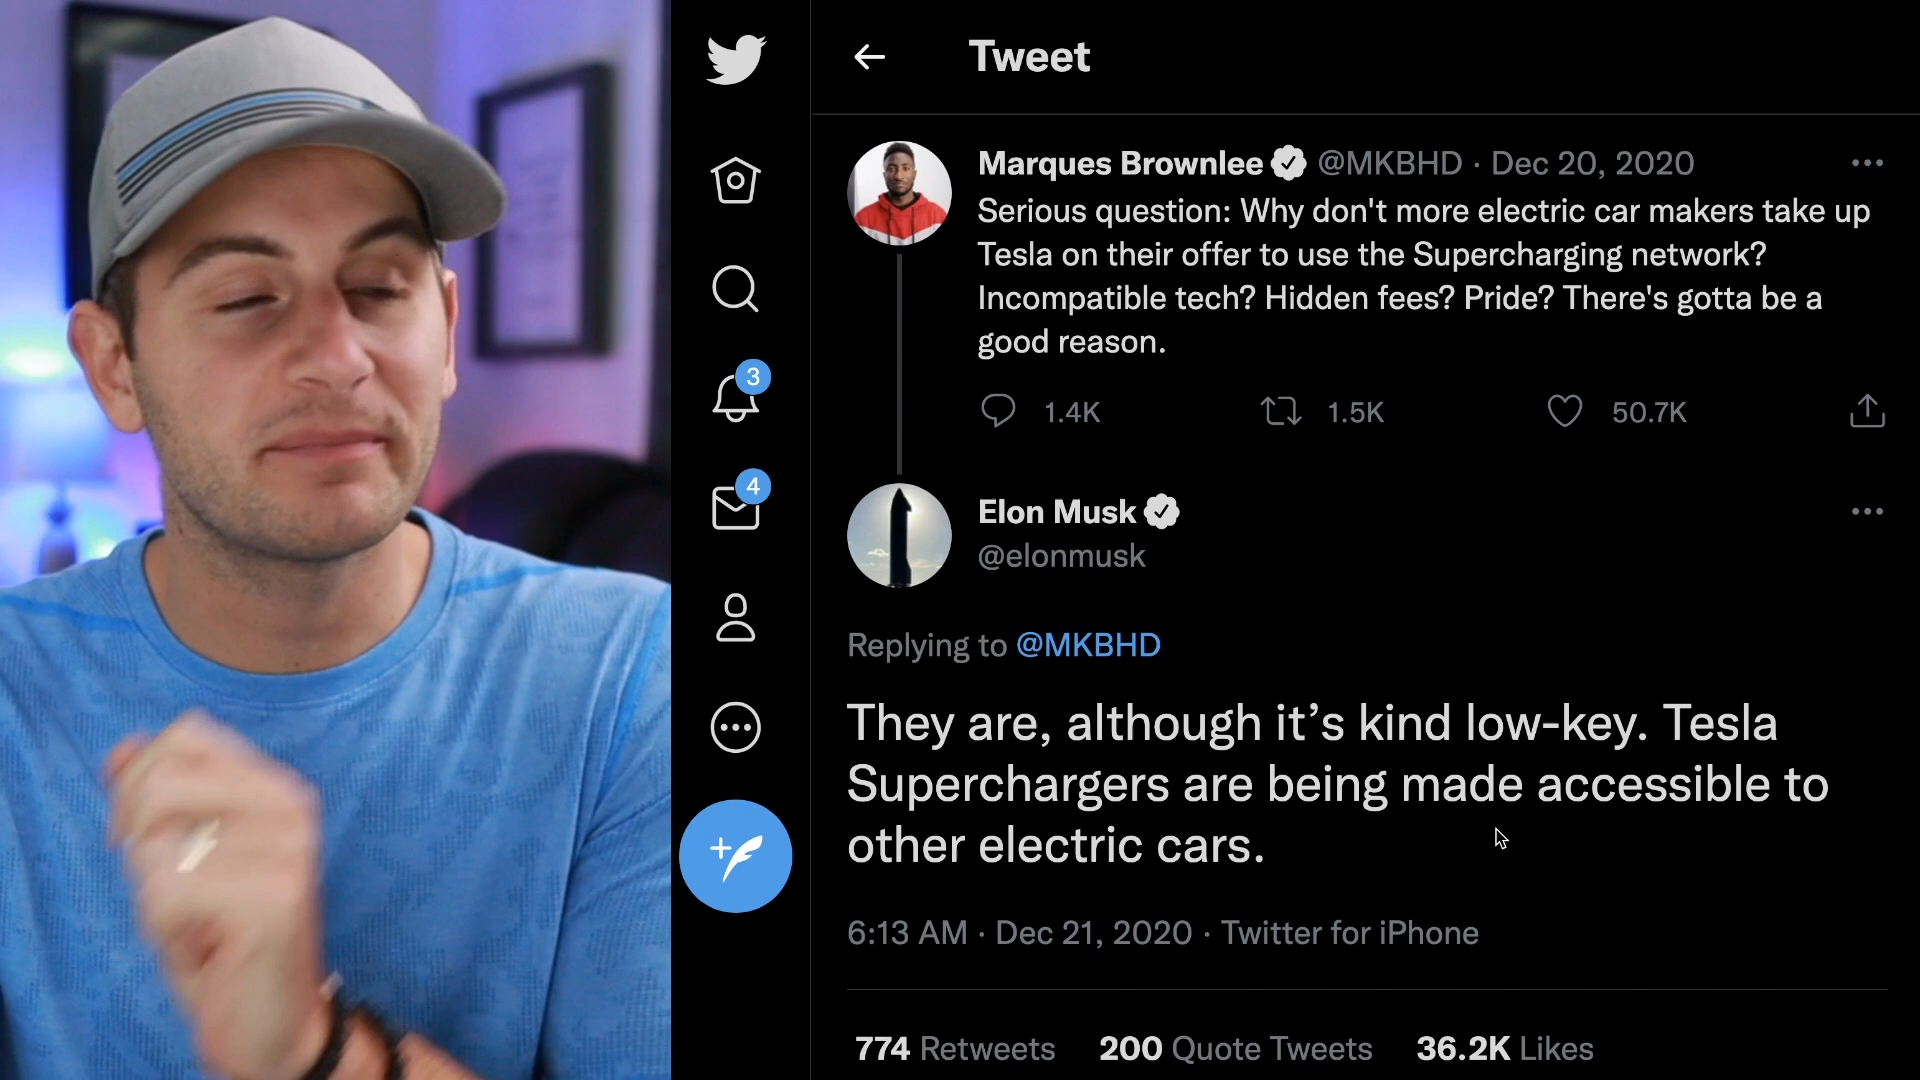 Tweet
Marques Brownlee @MKBHD · Dec 20, 2020
Serious question: Why don't more electric car makers take up
Tesla on their offer to use the Supercharging network?
Incompatible tech? Hidden fees? Pride? There's gotta be a
good reason.
1.4K 1.5K 50.7K
3
4
Elon Musk
@elonmusk
Replying to @MKBHD
They are, although it’s kind low-key. Tesla
Superchargers are being made accessible to
other electric cars.
6:13 AM · Dec 21, 2020 · Twitter for iPhone
774 Retweets 200 Quote Tweets 36.2K Likes